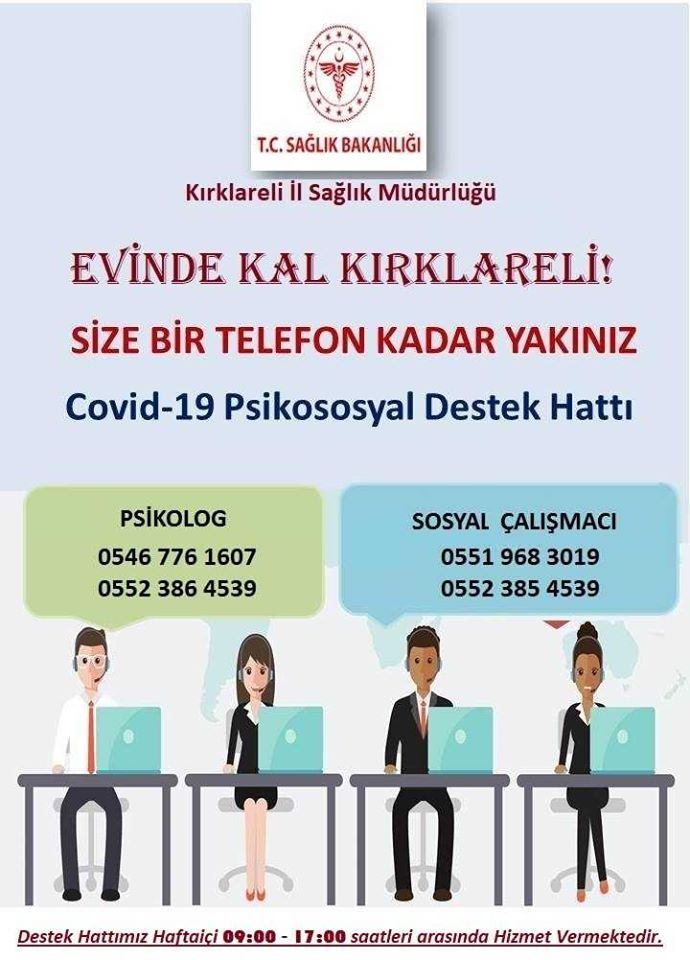 T.C. SAĞLIK BAKANLIĞI
Kırklareli İl Sağlık Müdürlüğü
EVİNDE KAL KIRKLARELİ!
SİZE BİR TELEFON KADAR YAKINIZ
Covid-19 Psikososyal Destek Hattı
PSİKOLOG
0546 776 1607
0552 386 4539
SOSYAL ÇALIŞMACI
0551 968 3019
0552 385 4539
Destek Hattımız Haftaiçi 09:00 - 17:00 saatleri arasında Hizmet Vermektedir.